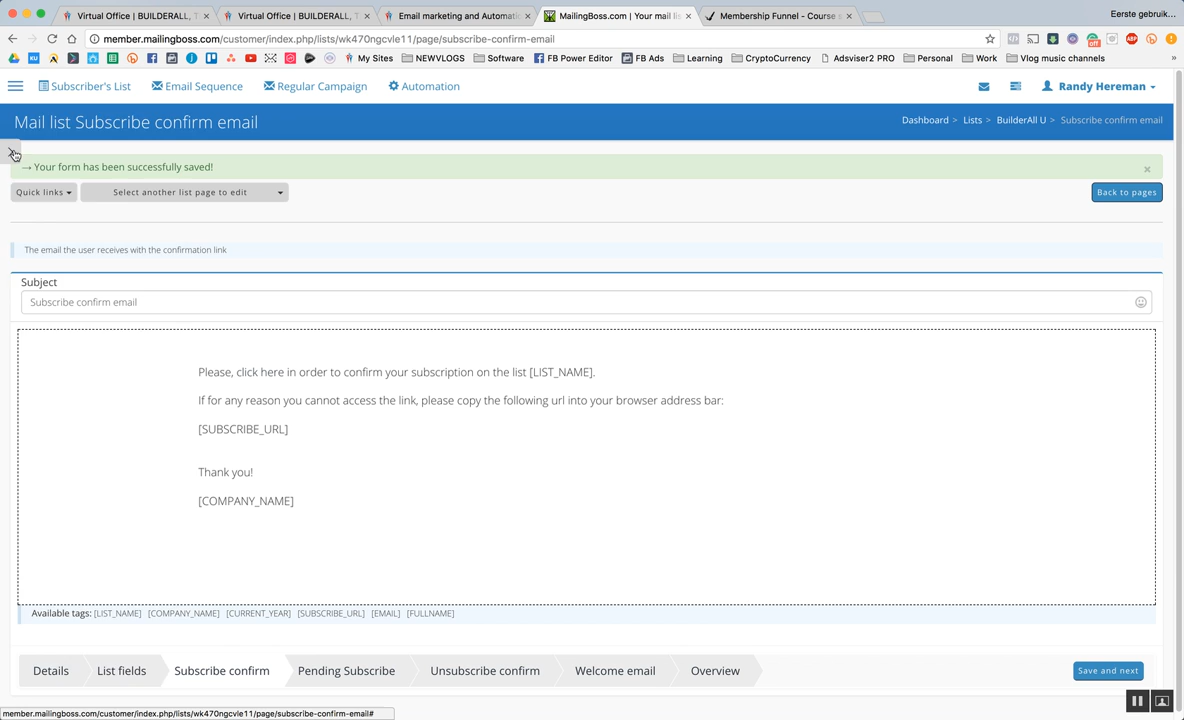 Virtual Office | BUILDERALL, T
Virtual Office | BUILDERALL, T
Email marketing and Automatic
MailingBoss.com | Your mail lis
Membership Funnel - Course a
Eerste gebruik...
member.mailingboss.com/customer/index.php/lists/wk470ngcvle11/page/subscribe-confirm-email
My Sites NEWVLOGS Software FB Power Editor FB Ads Learning CryptoCurrency Adviser2 PRO Personal Work Vlog music channels »
Subscriber's List Email Sequence Regular Campaign Automation Randy Hereman
Mail list Subscribe confirm email
Dashboard > Lists > BuilderAll U > Subscribe confirm email
→ Your form has been successfully saved! ×
Quick links Select another list page to edit Back to pages
The email the user receives with the confirmation link
Subject
Subscribe confirm email
Please, click here in order to confirm your subscription on the list [LIST_NAME].
If for any reason you cannot access the link, please copy the following url into your browser address bar:
[SUBSCRIBE_URL]
Thank you!
[COMPANY_NAME]
Available tags: [LIST_NAME] [COMPANY_NAME] [CURRENT_YEAR] [SUBSCRIBE_URL] [EMAIL] [FULLNAME]
Details List fields Subscribe confirm Pending Subscribe Unsubscribe confirm Welcome email Overview Save and next
member.mailingboss.com/customer/index.php/lists/wk470ngcvle11/page/subscribe-confirm-email#